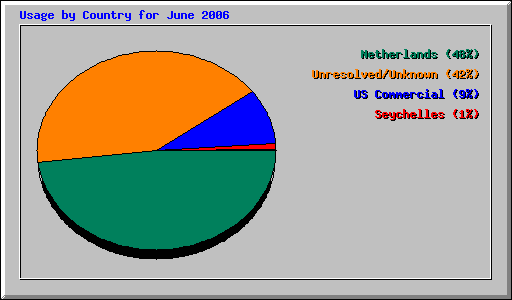 Usage by Country for June 2006
Netherlands (48%)
Unresolved/Unknown (42%)
US Commercial (9%)
Seychelles (1%)